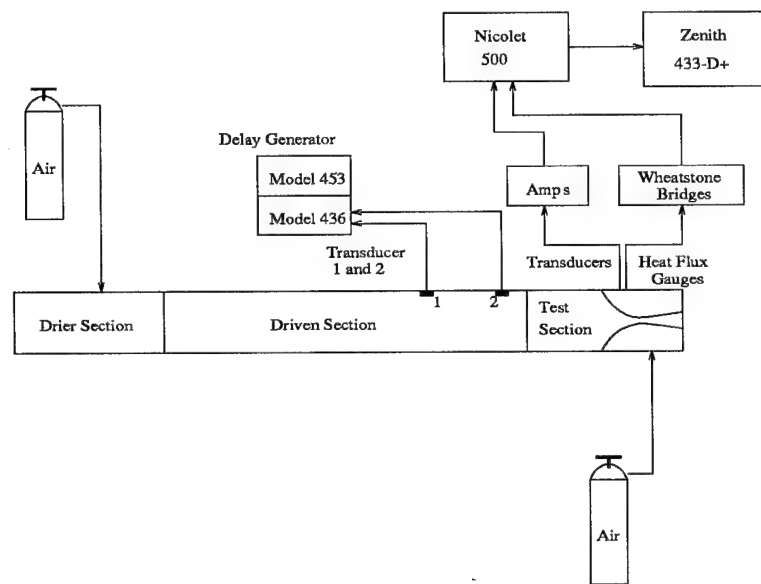 Nicolet
500
Zenith
433-D+
Air
Delay Generator
Model 453
Model 436
Amps
Wheatstone
Bridges
Transducer
1 and 2
Transducers
Heat Flux
Gauges
1
2
Drier Section
Driven Section
Test
Section
Air